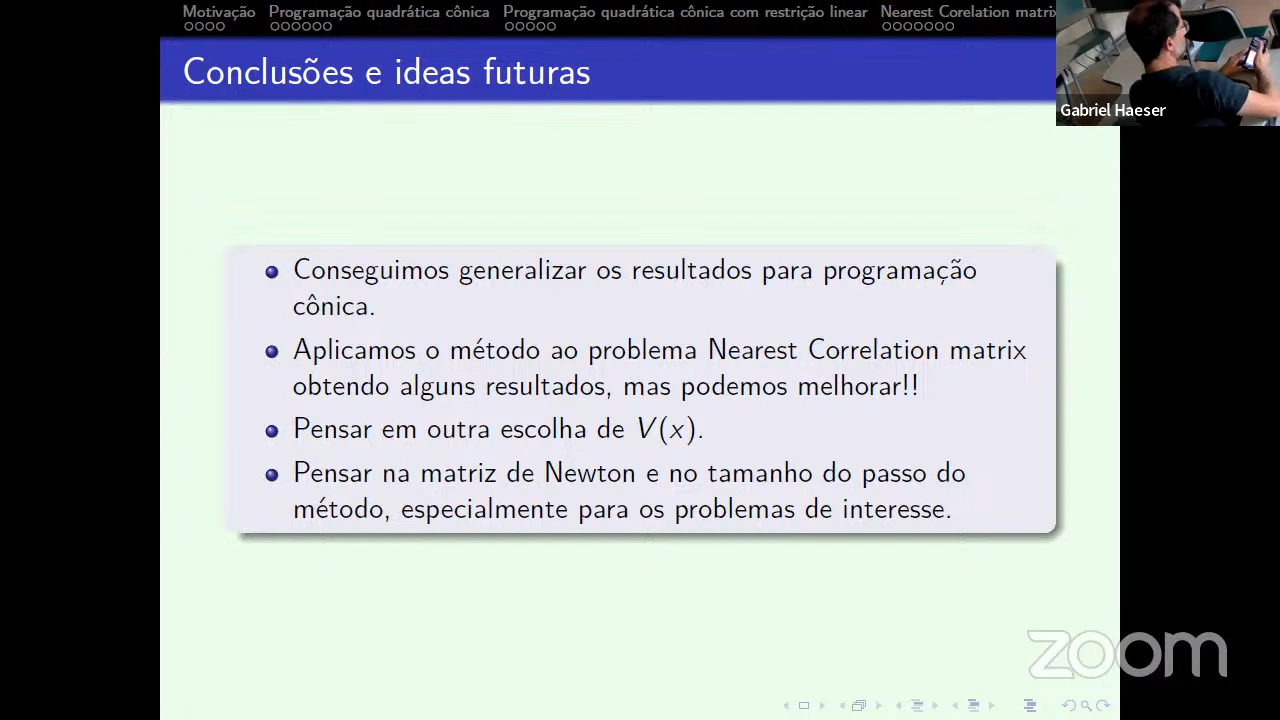 Motivação Programação quadrática cônica Programação quadrática cônica com restrição linear Nearest Corelation matrix
Conclusões e ideas futuras
Gabriel Haeser
Conseguimos generalizar os resultados para programação
cônica.
Aplicamos o método ao problema Nearest Correlation matrix
obtendo alguns resultados, mas podemos melhorar!!
Pensar em outra escolha de V(x).
Pensar na matriz de Newton e no tamanho do passo do
método, especialmente para os problemas de interesse.
zoom